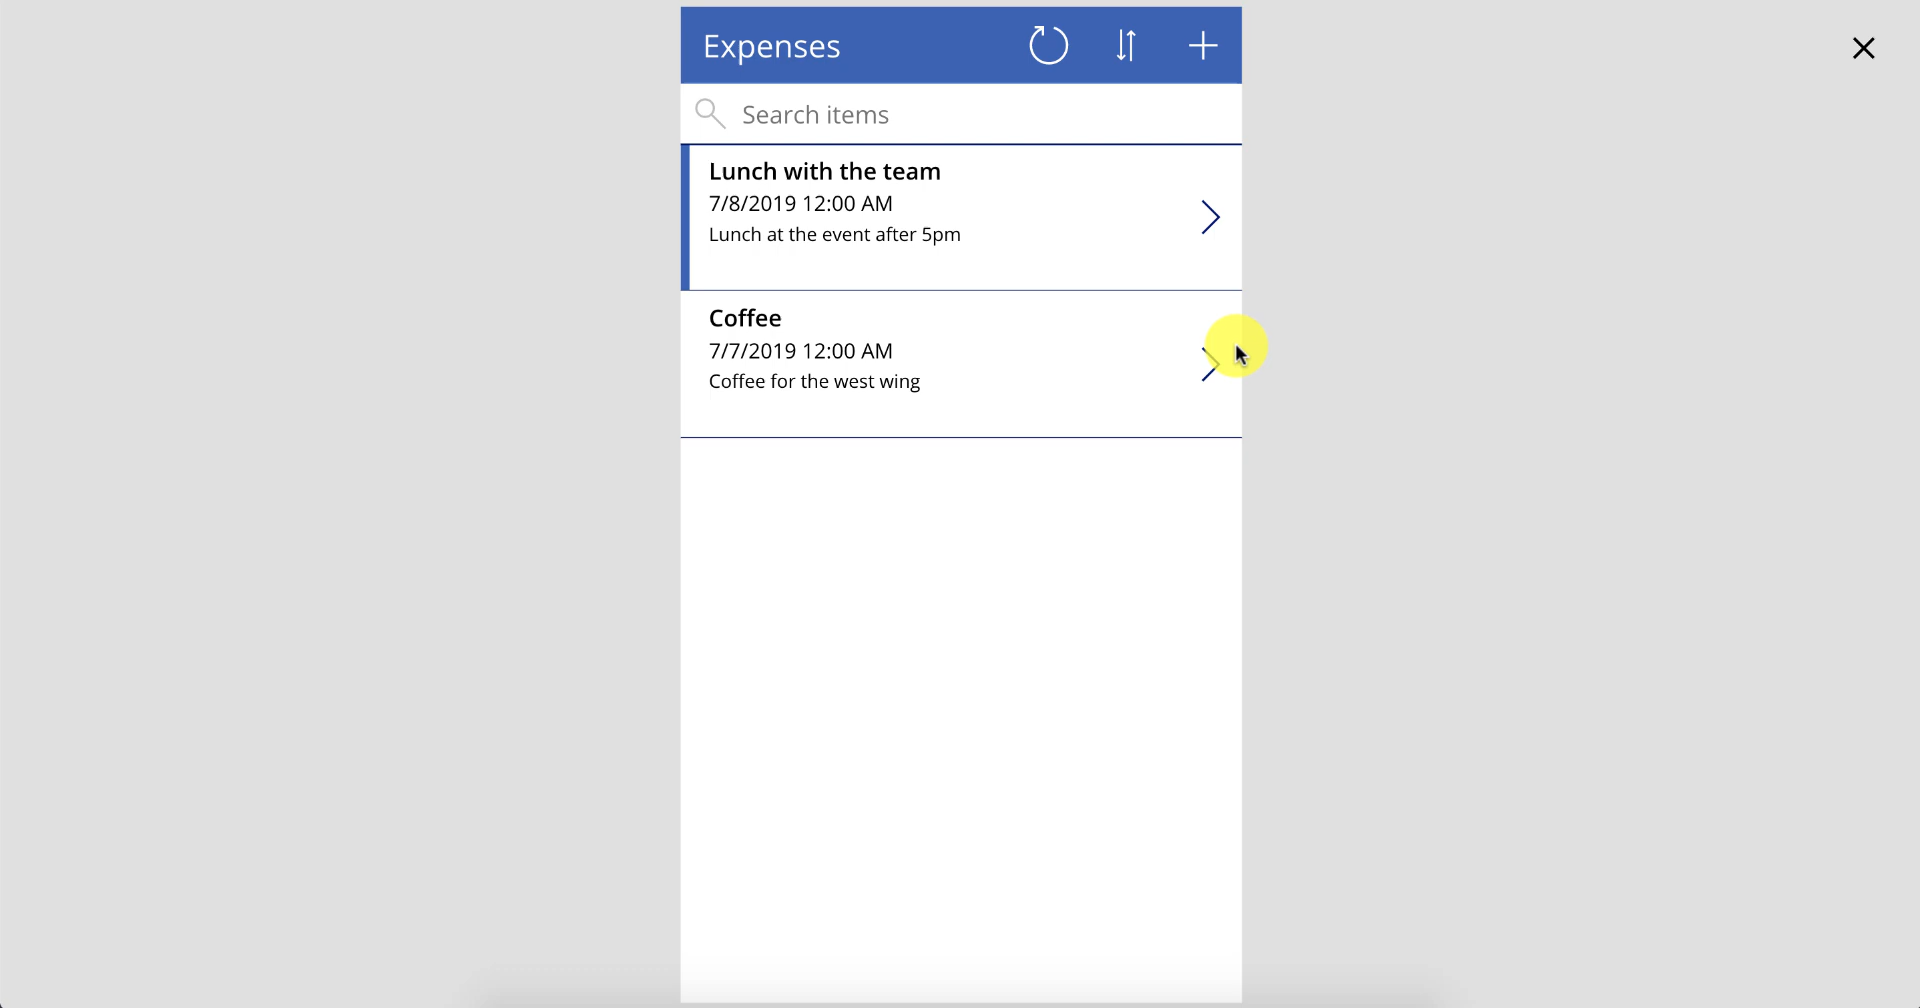 Expenses
Search items
Lunch with the team
7/8/2019 12:00 AM
Lunch at the event after 5pm
Coffee
7/7/2019 12:00 AM
Coffee for the west wing